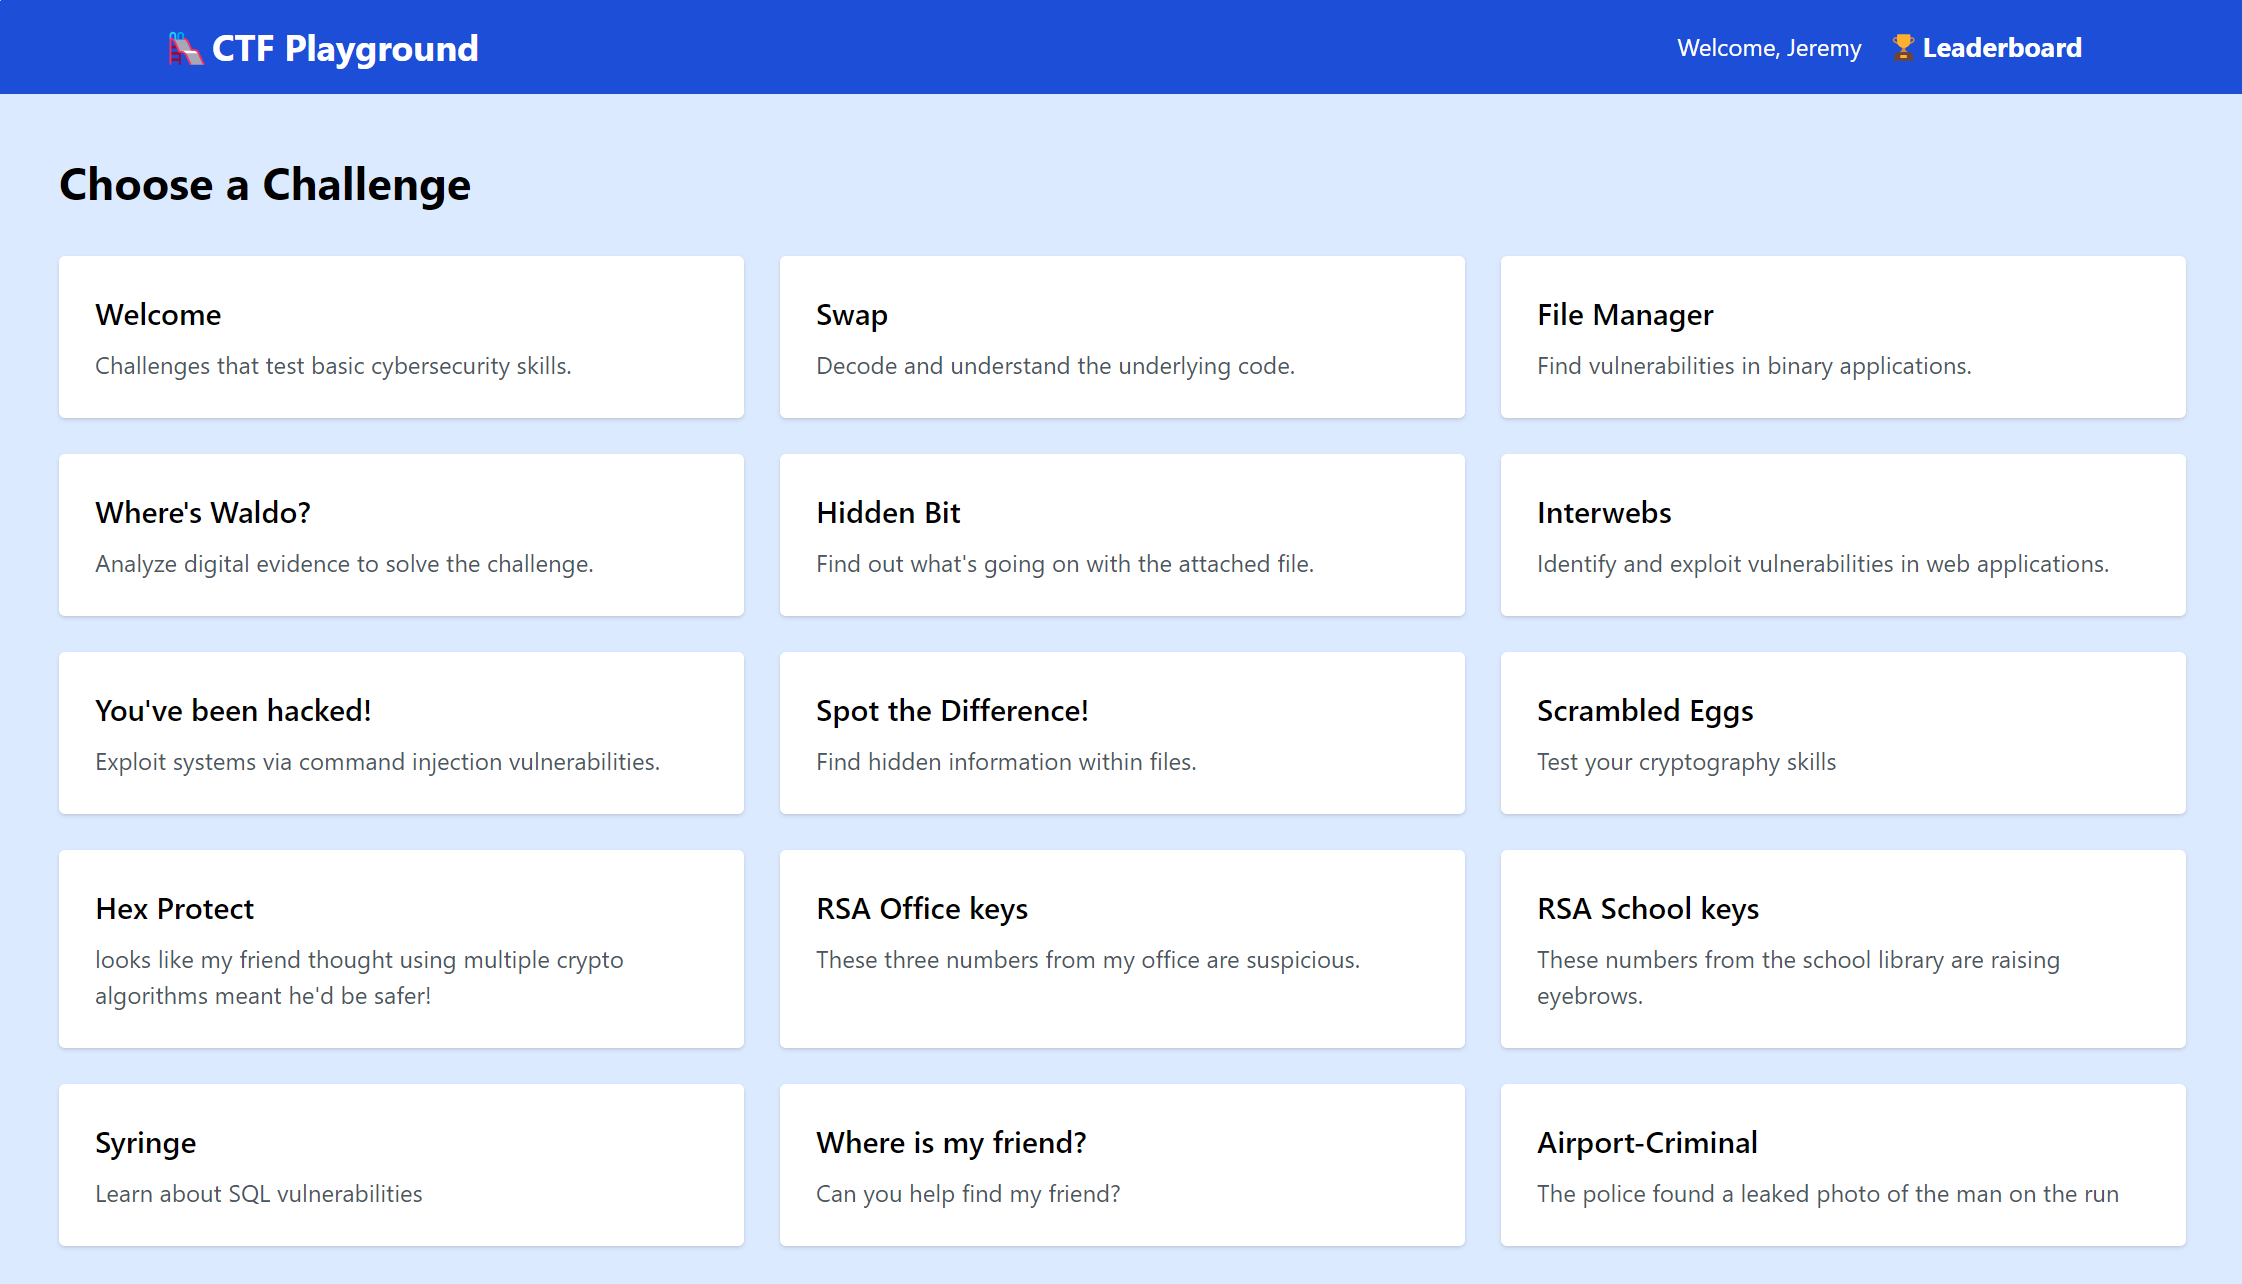 CTF Playground
Welcome, Jeremy
Leaderboard
Choose a Challenge
Welcome
Challenges that test basic cybersecurity skills.
Swap
Decode and understand the underlying code.
File Manager
Find vulnerabilities in binary applications.
Where's Waldo?
Analyze digital evidence to solve the challenge.
Hidden Bit
Find out what's going on with the attached file.
Interwebs
Identify and exploit vulnerabilities in web applications.
You've been hacked!
Exploit systems via command injection vulnerabilities.
Spot the Difference!
Find hidden information within files.
Scrambled Eggs
Test your cryptography skills
Hex Protect
looks like my friend thought using multiple crypto
algorithms meant he'd be safer!
RSA Office keys
These three numbers from my office are suspicious.
RSA School keys
These numbers from the school library are raising
eyebrows.
Syringe
Learn about SQL vulnerabilities
Where is my friend?
Can you help find my friend?
Airport-Criminal
The police found a leaked photo of the man on the run